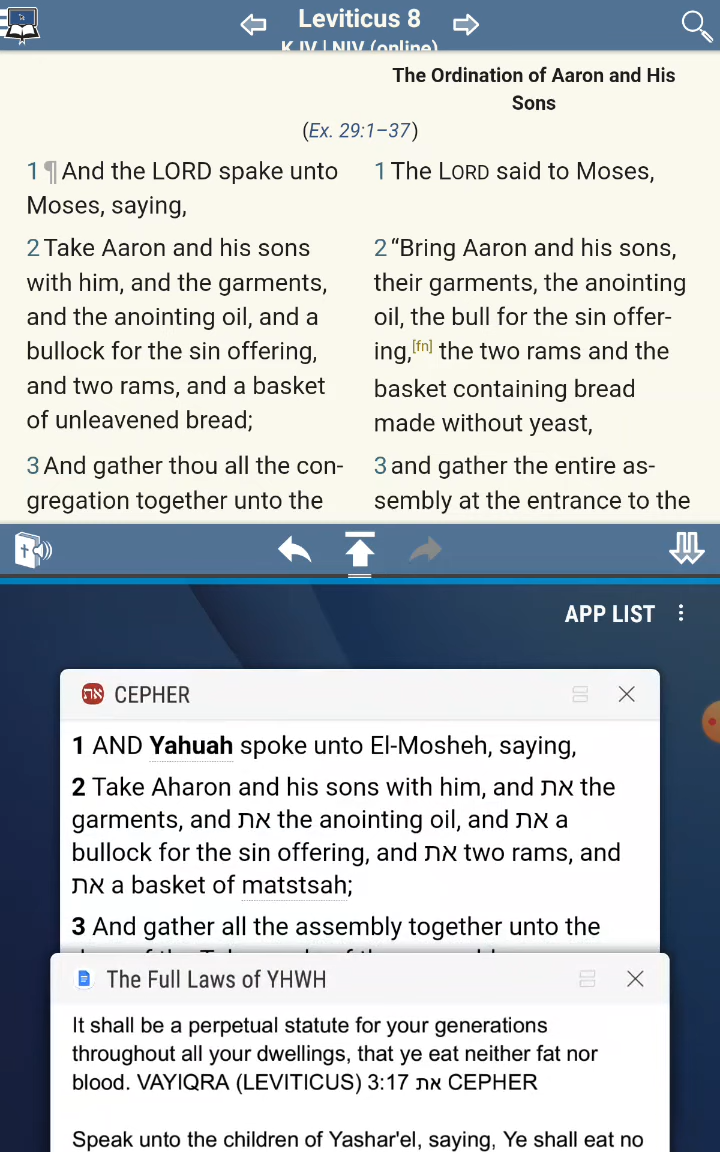 Leviticus 8
KJV | NIV (online)
The Ordination of Aaron and His
Sons
(Ex. 29:1–37)
1 ¶ And the LORD spake unto
Moses, saying,
1 The LORD said to Moses,
2 Take Aaron and his sons
with him, and the garments,
and the anointing oil, and a
bullock for the sin offering,
and two rams, and a basket
of unleavened bread;
2 “Bring Aaron and his sons,
their garments, the anointing
oil, the bull for the sin offer-
ing,[fn] the two rams and the
basket containing bread
made without yeast,
3 And gather thou all the con-
gregation together unto the
3 and gather the entire as-
sembly at the entrance to the
APP LIST
את CEPHER
1 AND Yahuah spoke unto El-Mosheh, saying,
2 Take Aharon and his sons with him, and את the
garments, and את the anointing oil, and את a
bullock for the sin offering, and את two rams, and
את a basket of matstsah;
3 And gather all the assembly together unto the
The Full Laws of YHWH
It shall be a perpetual statute for your generations
throughout all your dwellings, that ye eat neither fat nor
blood. VAYIQRA (LEVITICUS) 3:17 את CEPHER
Speak unto the children of Yashar'el, saying, Ye shall eat no